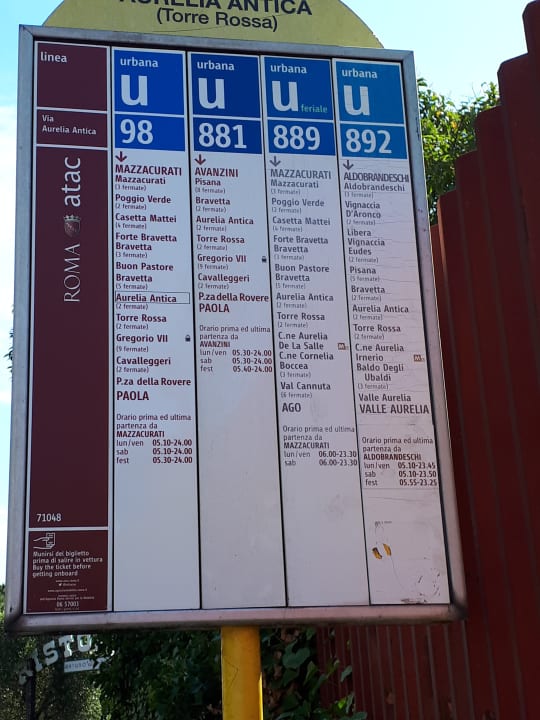 AURELIA ANTICA
(Torre Rossa)
linea
Via
Aurelia Antica
ROMA atac
71048
Munirsi del biglietto
prima di salire in vettura
Buy the ticket before
getting onboard
06 57003
urbana
u
98
MAZZACURATI
Mazzacurati
(3 fermate)
Poggio Verde
(2 fermate)
Casetta Mattei
(4 fermate)
Forte Bravetta
Bravetta
(3 fermate)
Buon Pastore
Bravetta
(5 fermate)
Aurelia Antica
(2 fermate)
Torre Rossa
(2 fermate)
Gregorio VII
(9 fermate)
Cavalleggeri
(2 fermate)
P.za della Rovere
PAOLA
Orario prima ed ultima
partenza da
MAZZACURATI
lun/ven 05.10-24.00
sab 05.10-24.00
fest 05.30-24.00
urbana
u
881
AVANZINI
Pisana
(8 fermate)
Bravetta
(2 fermate)
Aurelia Antica
(2 fermate)
Torre Rossa
(2 fermate)
Gregorio VII
(9 fermate)
Cavalleggeri
(2 fermate)
P.za della Rovere
PAOLA
Orario prima ed ultima
partenza da
AVANZINI
lun/ven 05.30-24.00
sab 05.30-24.00
fest 05.40-24.00
urbana
u feriale
889
MAZZACURATI
Mazzacurati
(3 fermate)
Poggio Verde
(2 fermate)
Casetta Mattei
(4 fermate)
Forte Bravetta
Bravetta
(3 fermate)
Buon Pastore
Bravetta
(5 fermate)
Aurelia Antica
(2 fermate)
Torre Rossa
(2 fermate)
C.ne Aurelia
De La Salle
C.ne Cornelia
Boccea
(3 fermate)
Val Cannuta
(6 fermate)
AGO
Orario prima ed ultima
partenza da
MAZZACURATI
lun/ven 06.00-23.30
sab 06.00-23.30
urbana
u
892
ALDOBRANDESCHI
Aldobrandeschi
(3 fermate)
Vignaccia
D'Aronco
(2 fermate)
Libera
Vignaccia
Eudes
(2 fermate)
Pisana
(5 fermate)
Bravetta
(2 fermate)
Aurelia Antica
(2 fermate)
Torre Rossa
(2 fermate)
C.ne Aurelia
Irnerio
Baldo Degli
Ubaldi
(3 fermate)
Valle Aurelia
VALLE AURELIA
Orario prima ed ultima
partenza da
ALDOBRANDESCHI
lun/ven 05.10-23.45
sab 05.10-23.50
fest 05.55-23.25